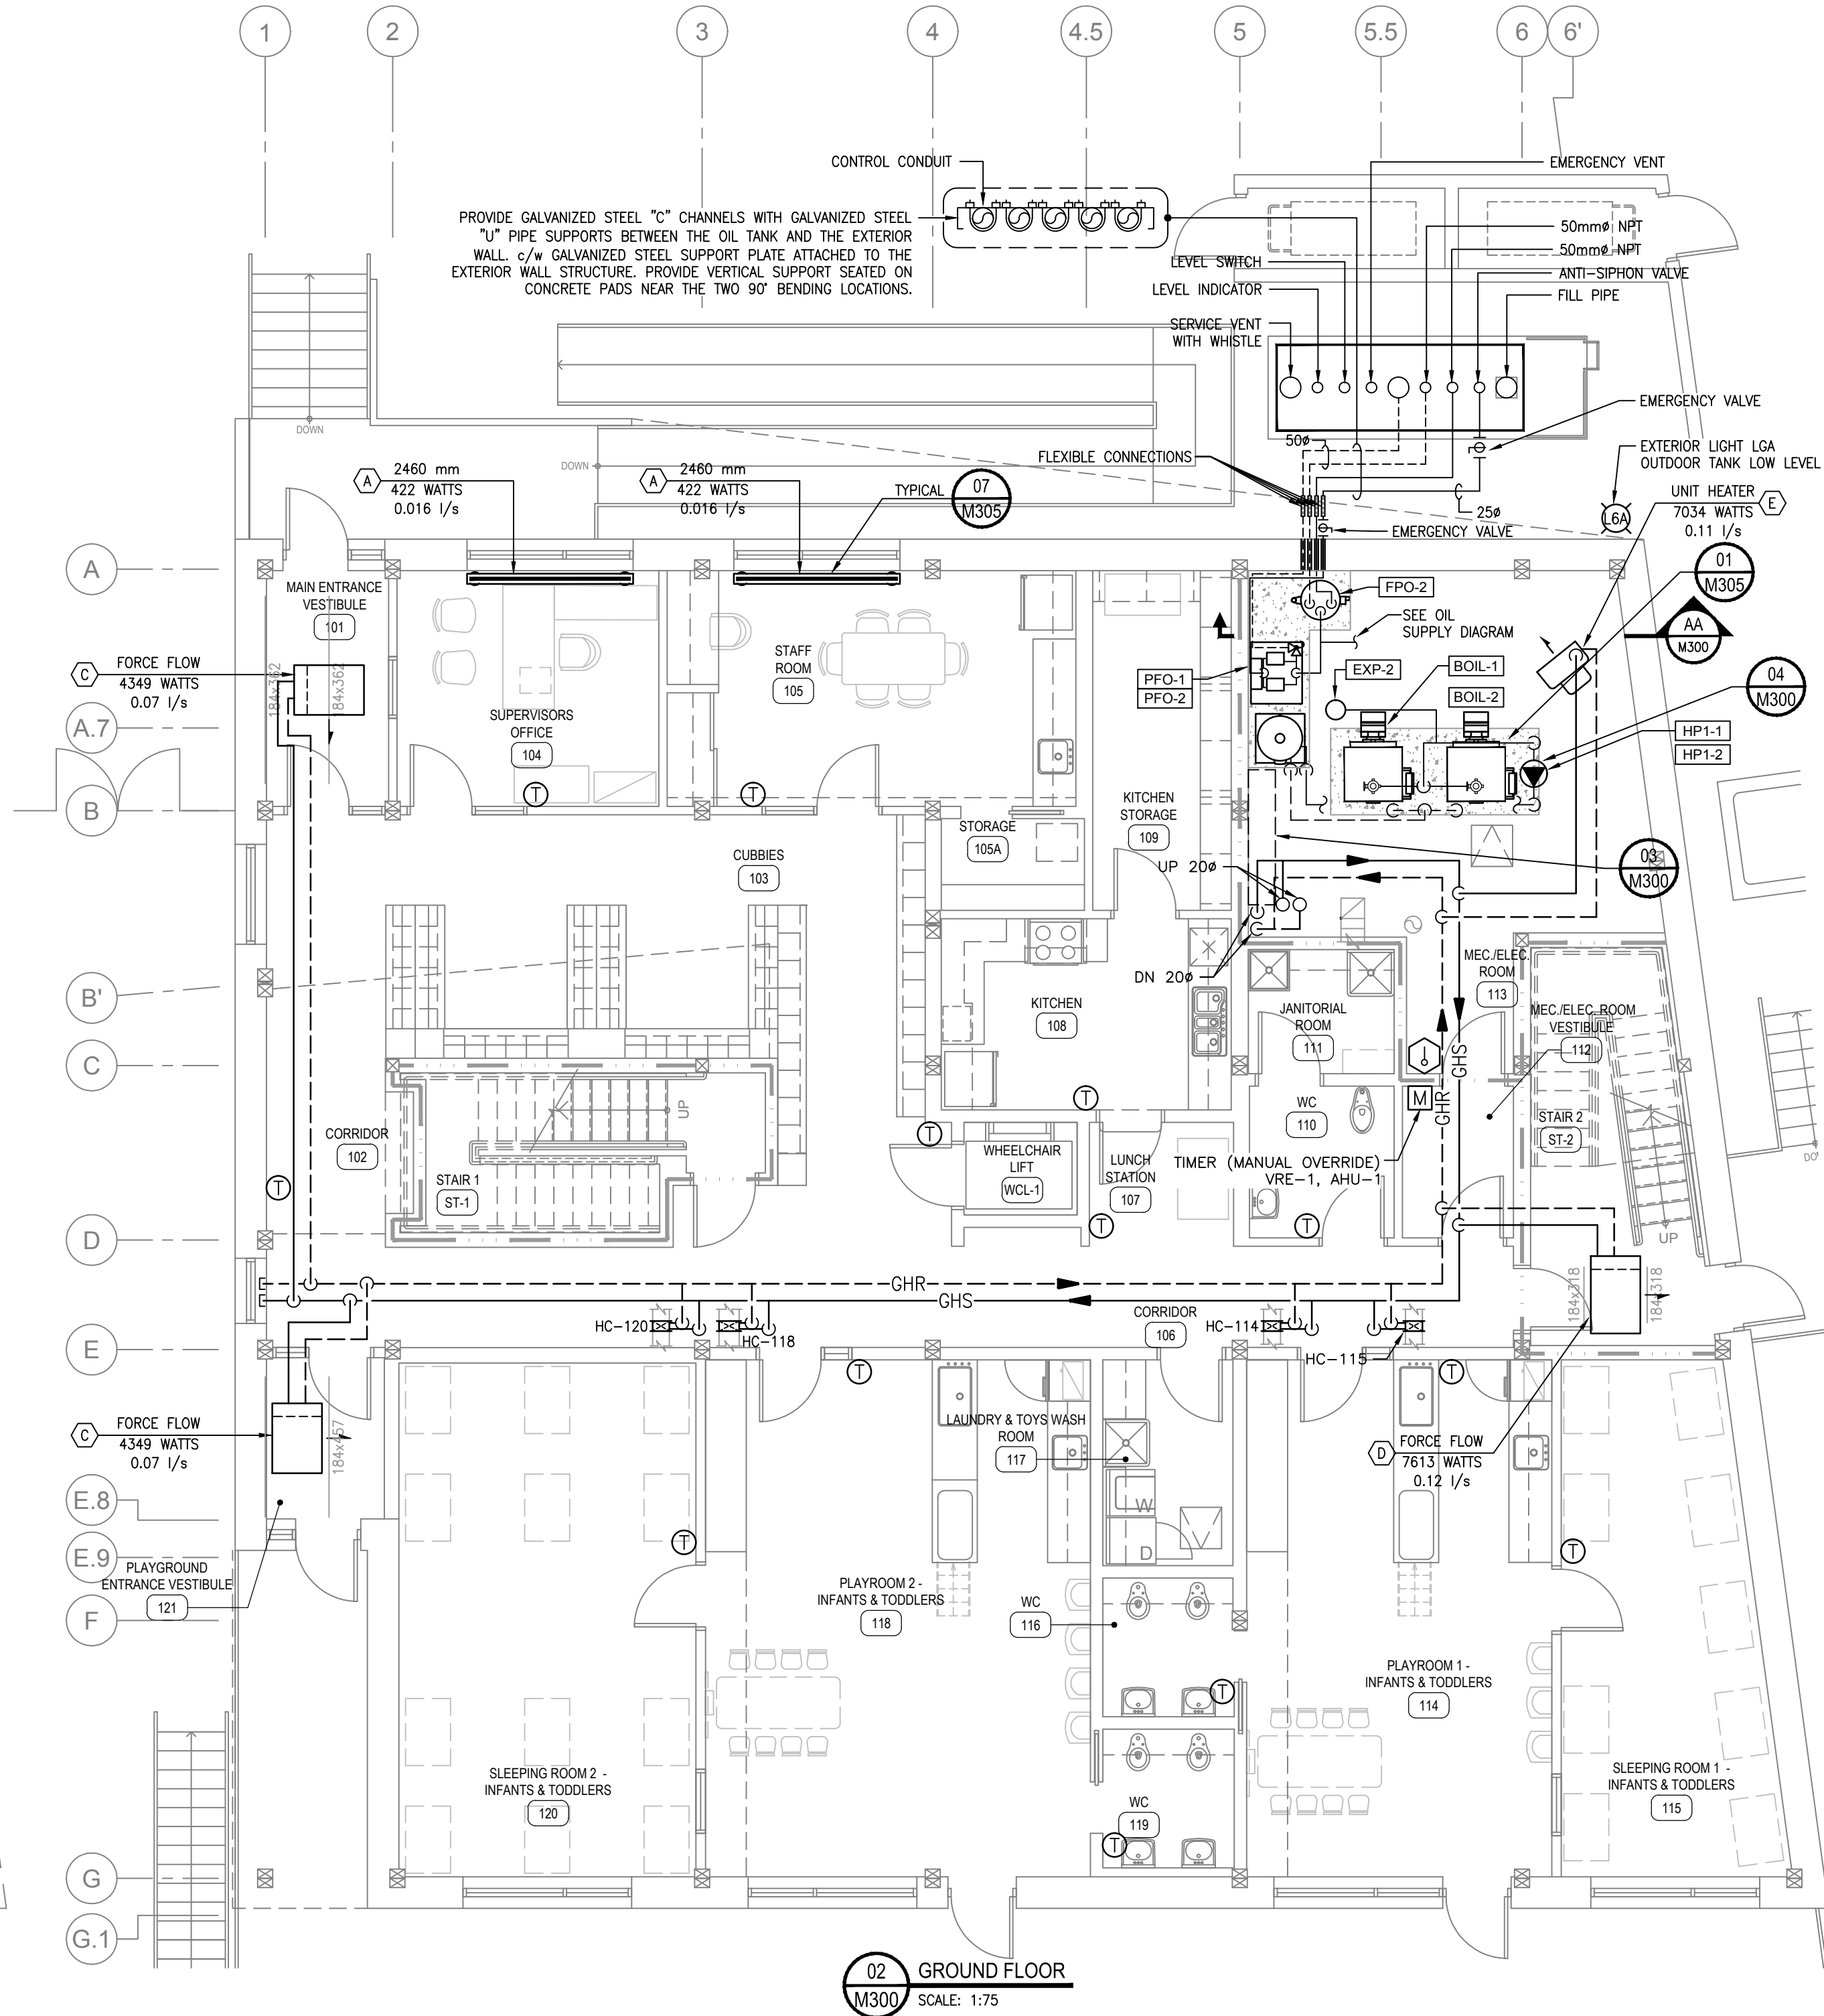 1
2
3
4
4.5
5
5.5
6
6'
CONTROL CONDUIT
EMERGENCY VENT
PROVIDE GALVANIZED STEEL "C" CHANNELS WITH GALVANIZED STEEL
"U" PIPE SUPPORTS BETWEEN THE OIL TANK AND THE EXTERIOR
WALL. c/w GALVANIZED STEEL SUPPORT PLATE ATTACHED TO THE
EXTERIOR WALL STRUCTURE. PROVIDE VERTICAL SUPPORT SEATED ON
CONCRETE PADS NEAR THE TWO 90° BENDING LOCATIONS.
50mmø NPT
50mmø NPT
LEVEL SWITCH
ANTI-SIPHON VALVE
LEVEL INDICATOR
FILL PIPE
SERVICE VENT
WITH WHISTLE
EMERGENCY VALVE
DOWN
DOWN
50ø
FLEXIBLE CONNECTIONS
EXTERIOR LIGHT LGA
OUTDOOR TANK LOW LEVEL
L6A
A
2460 mm
422 WATTS
0.016 l/s
A
2460 mm
422 WATTS
0.016 l/s
TYPICAL
07
M305
25ø
EMERGENCY VALVE
UNIT HEATER
7034 WATTS
0.11 l/s
E
A
01
M305
MAIN ENTRANCE
VESTIBULE
101
FPO-2
SEE OIL
SUPPLY DIAGRAM
AA
M300
C
FORCE FLOW
4349 WATTS
0.07 l/s
184x362
184x362
STAFF
ROOM
105
PFO-1
PFO-2
EXP-2
BOIL-1
BOIL-2
04
M300
A.7
SUPERVISORS
OFFICE
104
HP1-1
HP1-2
T
T
B
KITCHEN
STORAGE
109
STORAGE
105A
CUBBIES
103
UP 20ø
03
M300
DN 20ø
B'
KITCHEN
108
MEC./ELEC.
ROOM
113
JANITORIAL
ROOM
111
MEC./ELEC. ROOM
VESTIBULE
112
C
GHS
GHR
M
T
WC
110
UP
T
CORRIDOR
102
STAIR 2
ST-2
WHEELCHAIR
LIFT
WCL-1
LUNCH
STATION
107
TIMER (MANUAL OVERRIDE)
VRE-1, AHU-1
STAIR 1
ST-1
T
T
T
UP
DO
D
GHR
GHS
184x318
184x318
CORRIDOR
106
HC-120
HC-118
HC-114
HC-115
E
T
T
C
FORCE FLOW
4349 WATTS
0.07 l/s
184x457
LAUNDRY & TOYS WASH
ROOM
117
D
FORCE FLOW
7613 WATTS
0.12 l/s
W
D
E.8
E.9
T
T
PLAYGROUND
ENTRANCE VESTIBULE
121
F
PLAYROOM 2 -
INFANTS & TODDLERS
118
WC
116
PLAYROOM 1 -
INFANTS & TODDLERS
114
T
SLEEPING ROOM 2 -
INFANTS & TODDLERS
120
SLEEPING ROOM 1 -
INFANTS & TODDLERS
115
WC
119
T
G
G.1
02
M300
GROUND FLOOR
SCALE: 1:75